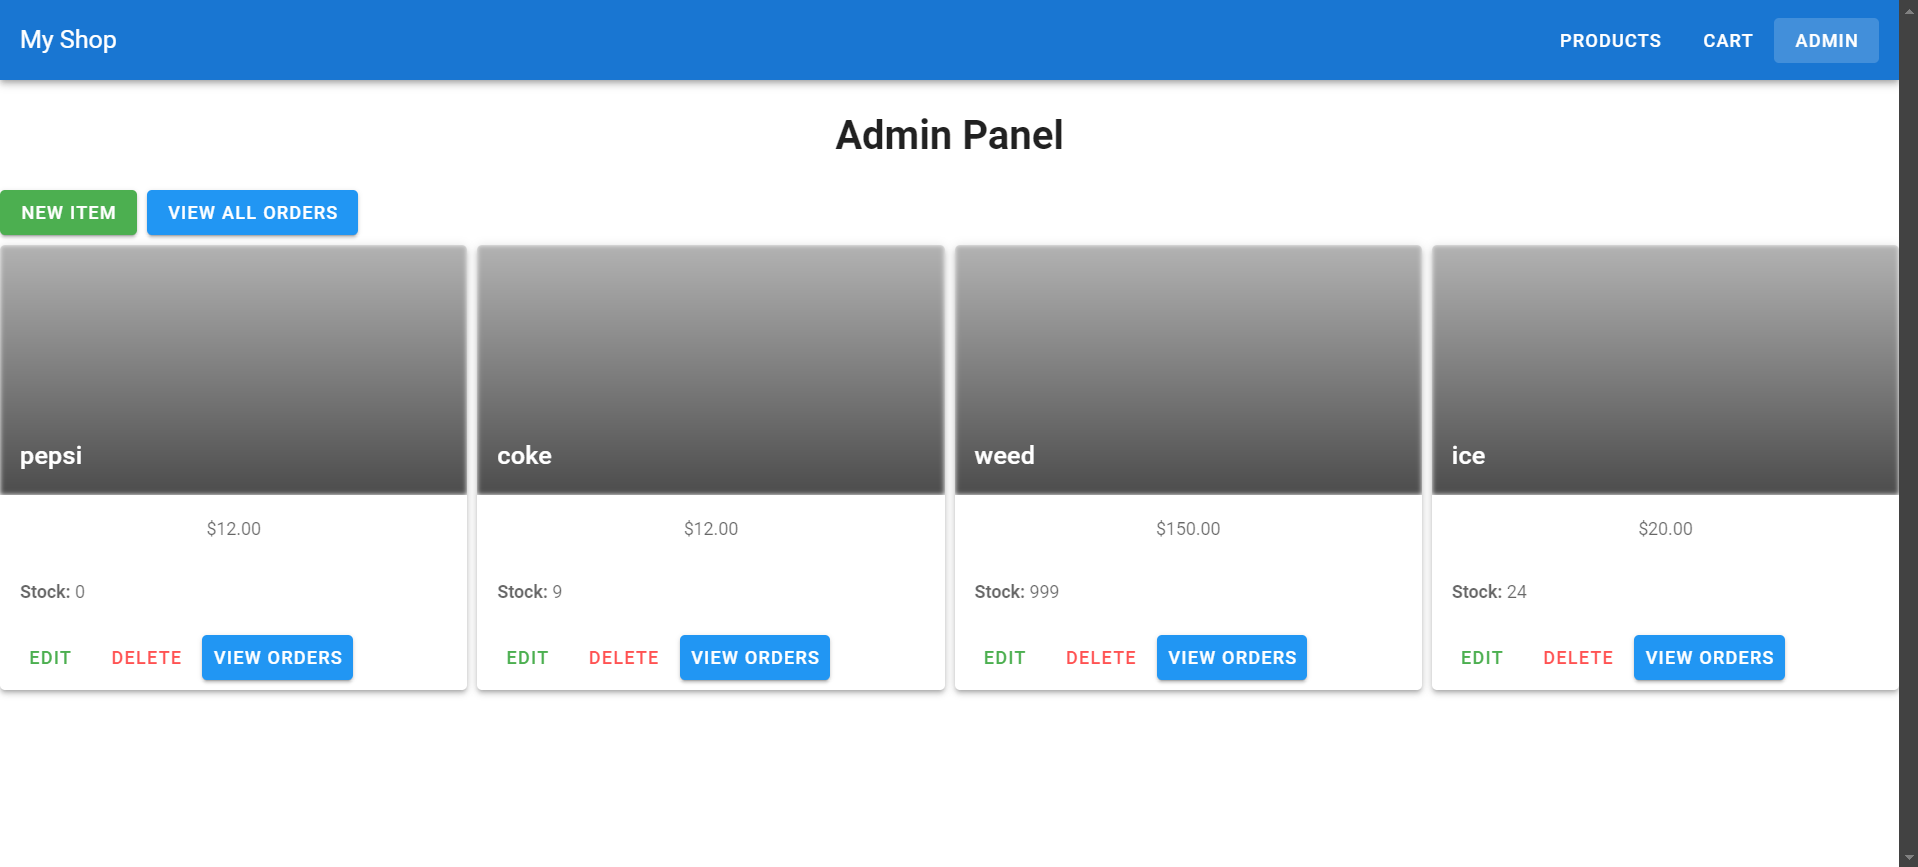 My Shop PRODUCTS CART ADMIN
Admin Panel
NEW ITEM VIEW ALL ORDERS
pepsi coke weed ice
$12.00 $12.00 $150.00 $20.00
Stock: 0 Stock: 9 Stock: 999 Stock: 24
EDIT DELETE VIEW ORDERS EDIT DELETE VIEW ORDERS EDIT DELETE VIEW ORDERS EDIT DELETE VIEW ORDERS